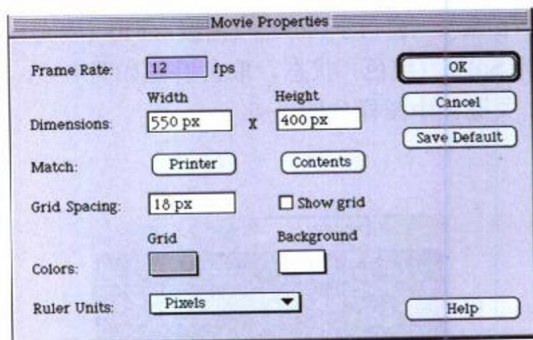 Movie Properties
Frame Rate: 12 fps
OK
Width Height
Cancel
Dimensions: 550 px x 400 px
Save Default
Match: Printer Contents
Grid Spacing: 18 px Show grid
Grid Background
Colors:
Ruler Units: Pixels
Help